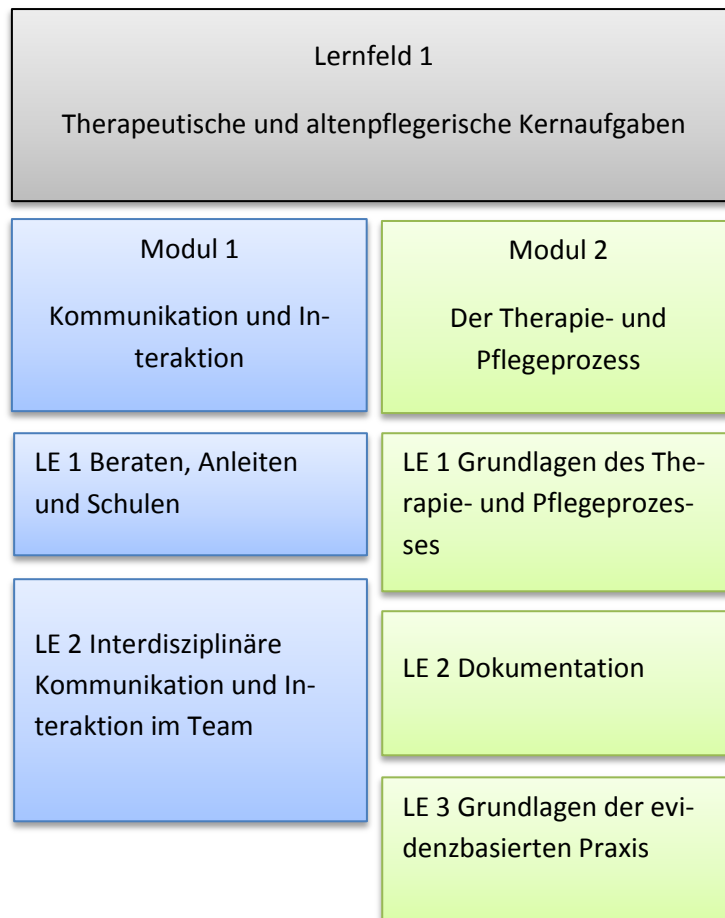 Lernfeld 1
Therapeutische und altenpflegerische Kernaufgaben
Modul 1
Kommunikation und In-
teraktion
LE 1 Beraten, Anleiten
und Schulen
LE 2 Interdisziplinäre
Kommunikation und In-
teraktion im Team
Modul 2
Der Therapie- und
Pflegeprozess
LE 1 Grundlagen des The-
rapie- und Pflegeprozes-
ses
LE 2 Dokumentation
LE 3 Grundlagen der evi-
denzbasierten Praxis